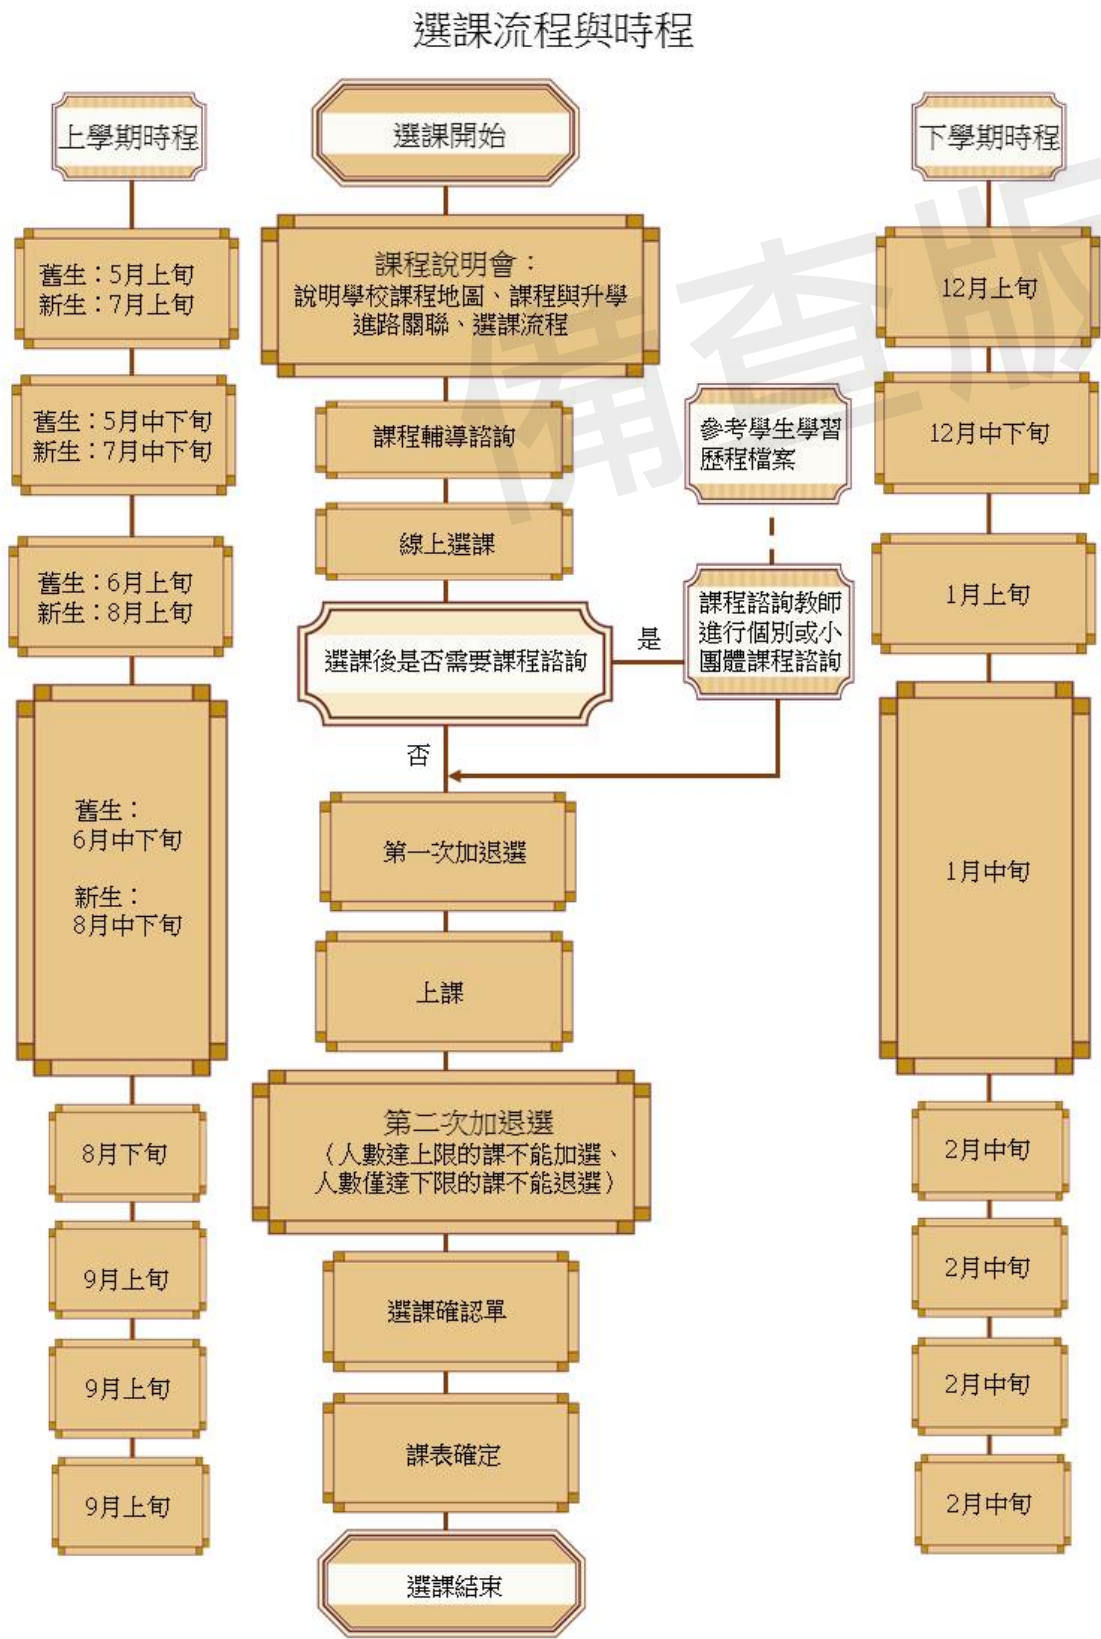 選課流程與時程
上學期時程
舊生：5月上旬
新生：7月上旬
舊生：5月中下旬
新生：7月中下旬
舊生：6月上旬
新生：8月上旬
舊生：
6月中下旬
新生：
8月中下旬
8月下旬
9月上旬
9月上旬
9月上旬
選課開始
課程說明會：
說明學校課程地圖、課程與升學
進路關聯、選課流程
課程輔導諮詢
線上選課
選課後是否需要課程諮詢
是
否
參考學生學習
歷程檔案
課程諮詢教師
進行個別或小
團體課程諮詢
第一次加退選
上課
第二次加退選
（人數達上限的課不能加選、
人數僅達下限的課不能退選）
選課確認單
課表確定
選課結束
下學期時程
12月上旬
12月中下旬
1月上旬
1月中旬
2月中旬
2月中旬
2月中旬
2月中旬
備查版